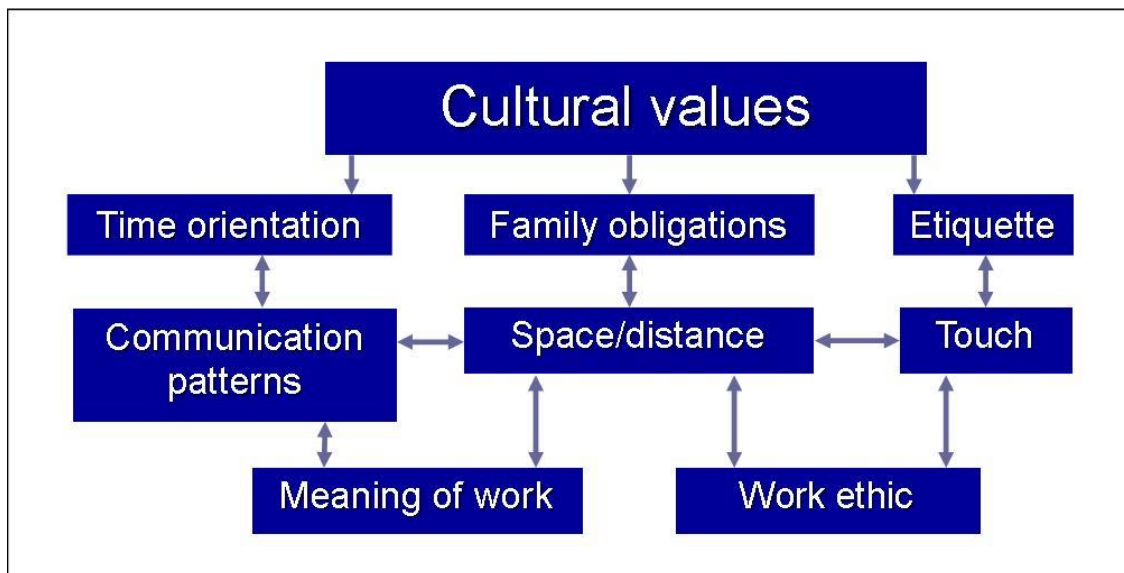 Cultural values
Time orientation
Family obligations
Etiquette
Communication
patterns
Space/distance
Touch
Meaning of work
Work ethic